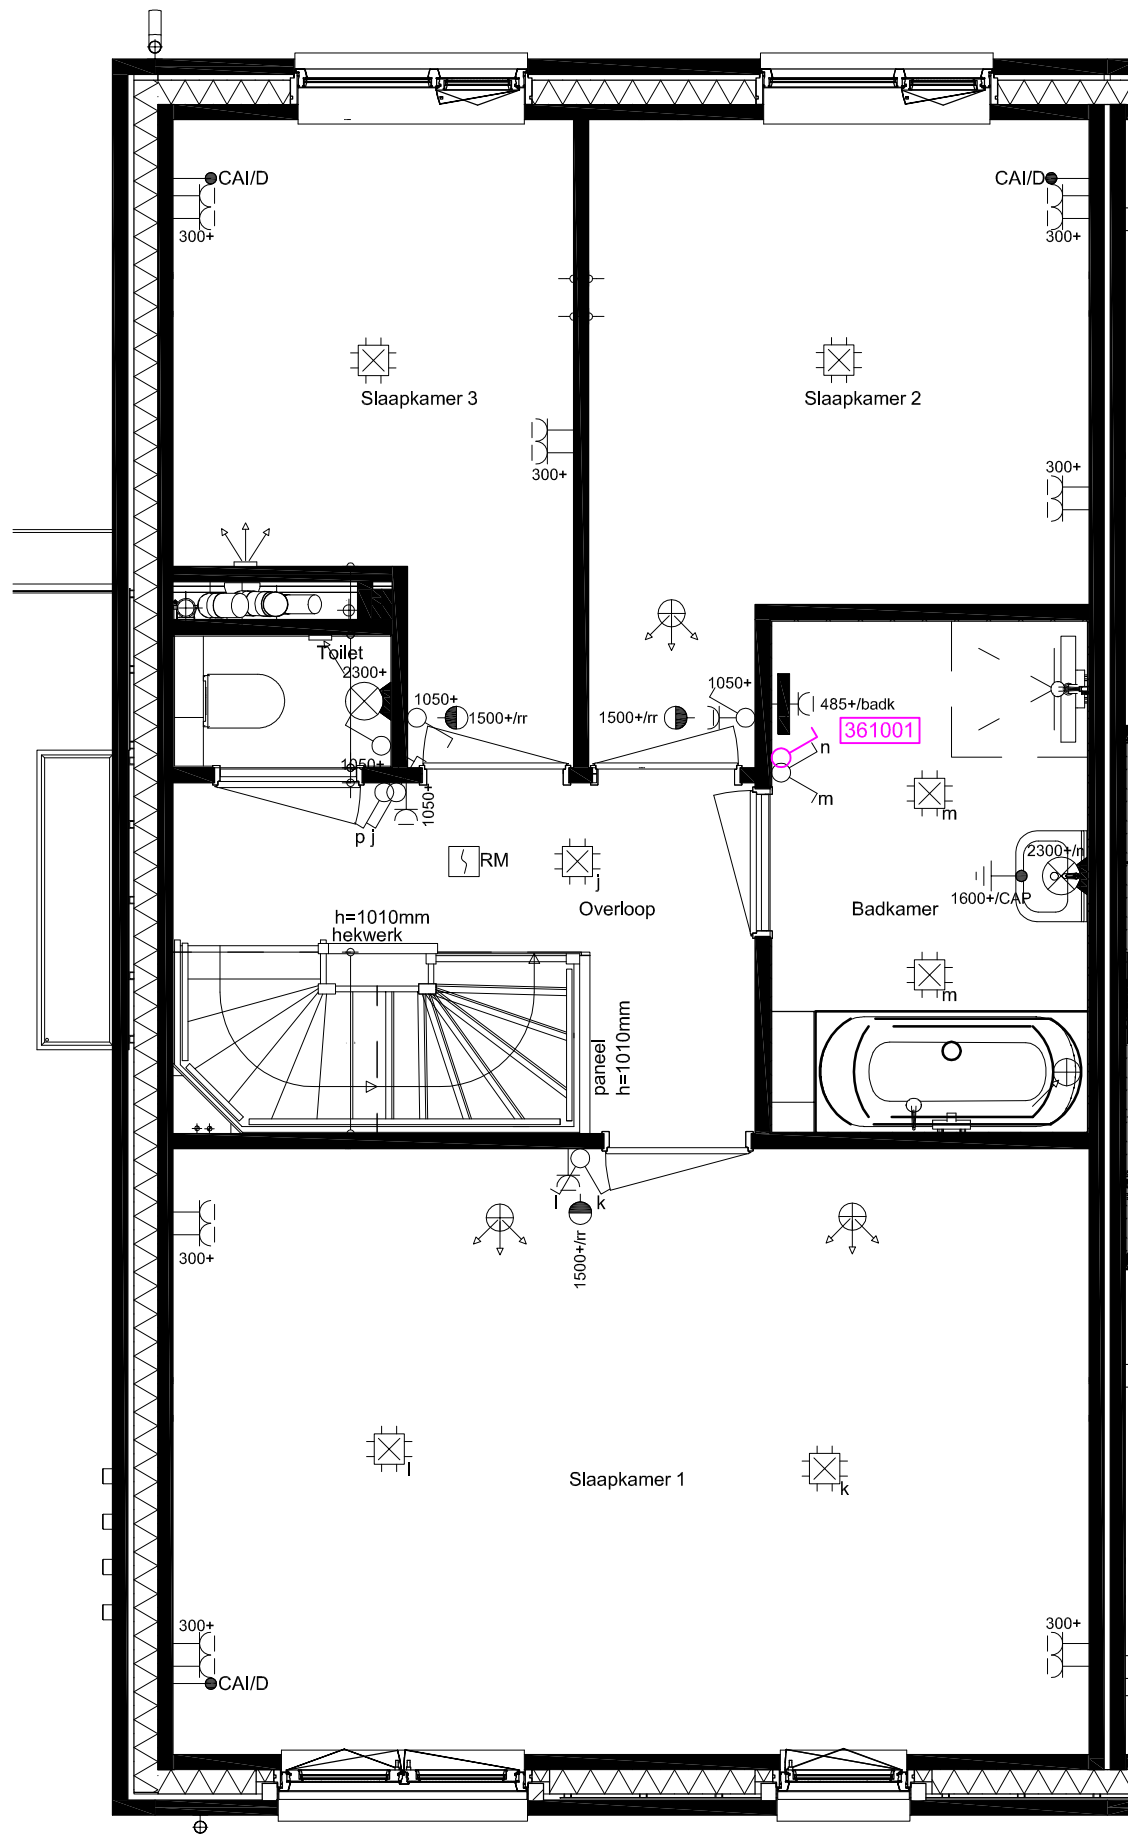 CAI/D
CAI/D
300+
300+
Slaapkamer 3
Slaapkamer 2
300+
300+
Toilet
2300+
1050+
1500+/rr
1500+/rr
1050+
485+/badk
361001
n
m
1050+
1050+
p j
m
RM
j
2300+/n
1600+/CAP
Overloop
Badkamer
h=1010mm
hekwerk
m
paneel
h=1010mm
l
k
300+
1500+/rr
l
k
Slaapkamer 1
300+
300+
CAI/D